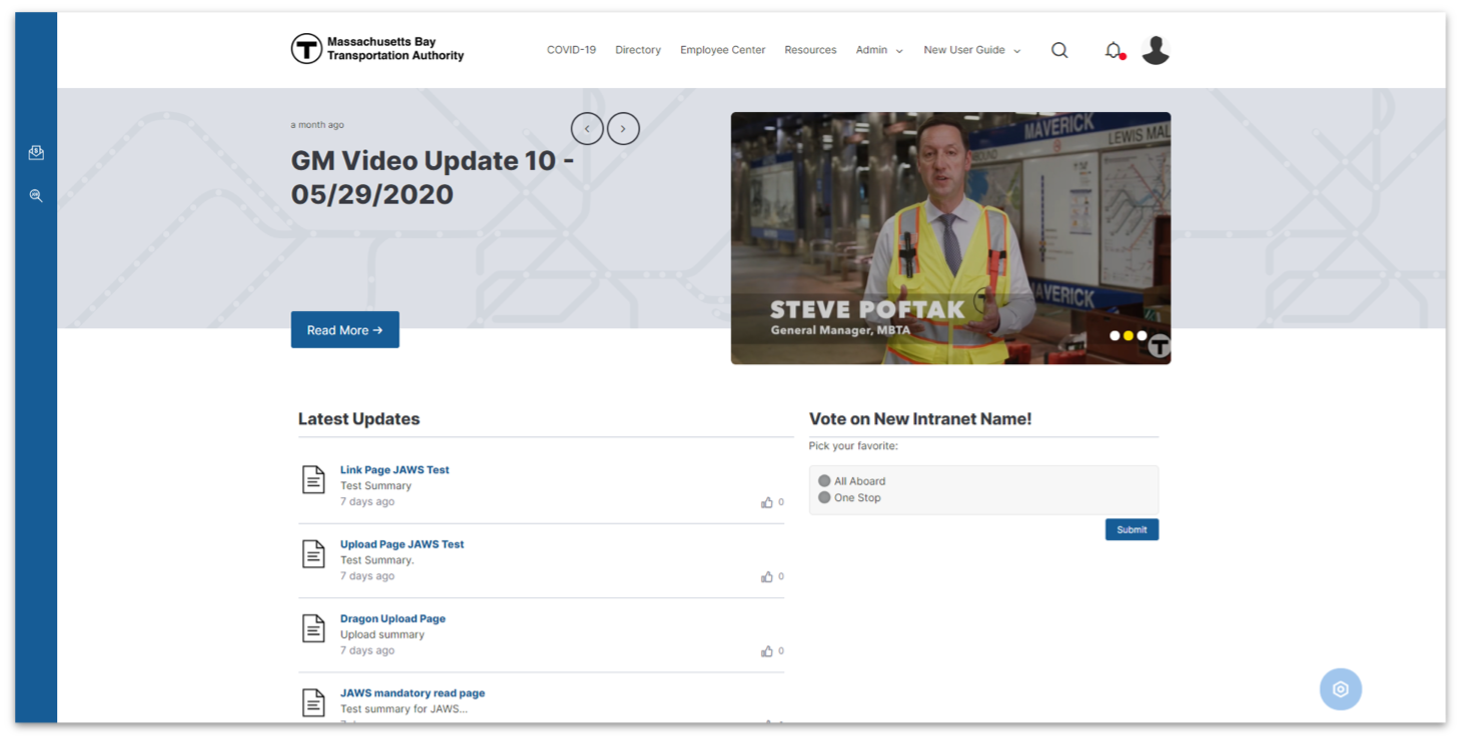 Massachusetts Bay
Transportation Authority
COVID-19 Directory Employee Center Resources Admin New User Guide
a month ago
GM Video Update 10 -
05/29/2020
Read More →
MAVERICK
LEWIS MAL
BOUND
MAVERICK
STEVE POFTAK
General Manager, MBTA
T
Latest Updates
Link Page JAWS Test
Test Summary
7 days ago
0
Upload Page JAWS Test
Test Summary.
7 days ago
0
Dragon Upload Page
Upload summary
7 days ago
0
JAWS mandatory read page
Test summary for JAWS...
Vote on New Intranet Name!
Pick your favorite:
All Aboard
One Stop
Submit